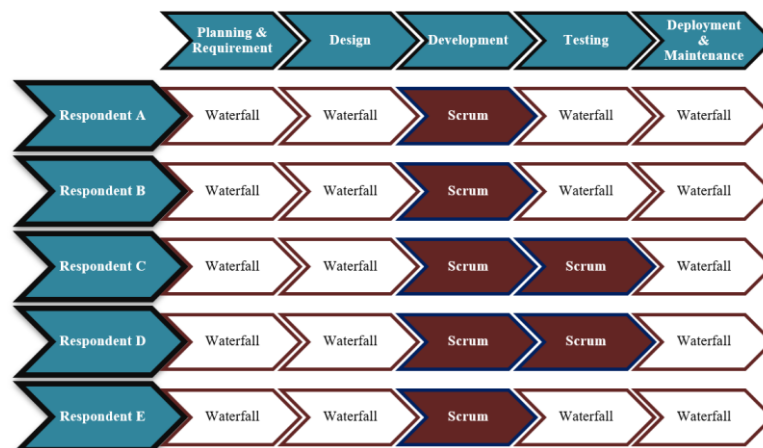 Planning &
Requirement
Design
Development
Testing
Deployment
&
Maintenance
Respondent A
Waterfall
Waterfall
Scrum
Waterfall
Waterfall
Respondent B
Waterfall
Waterfall
Scrum
Waterfall
Waterfall
Respondent C
Waterfall
Waterfall
Scrum
Scrum
Waterfall
Respondent D
Waterfall
Waterfall
Scrum
Scrum
Waterfall
Respondent E
Waterfall
Waterfall
Scrum
Waterfall
Waterfall